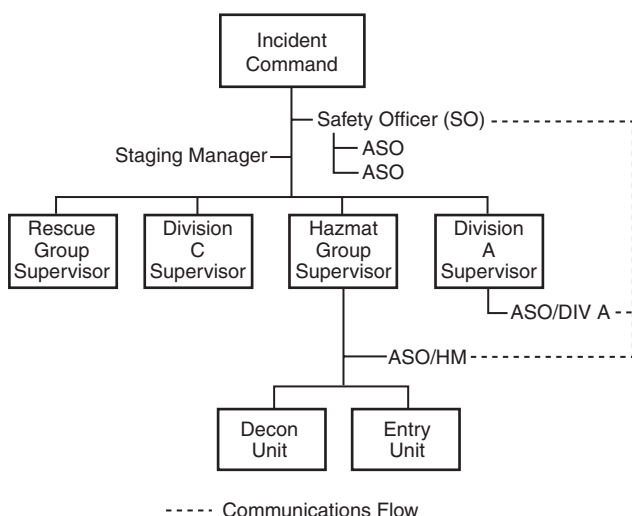 Incident
Command
Safety Officer (SO)
ASO
Staging Manager
ASO
Rescue
Group
Supervisor
Division
C
Supervisor
Hazmat
Group
Supervisor
Division
A
Supervisor
ASO/DIV A
ASO/HM
Decon
Unit
Entry
Unit
Communications Flow